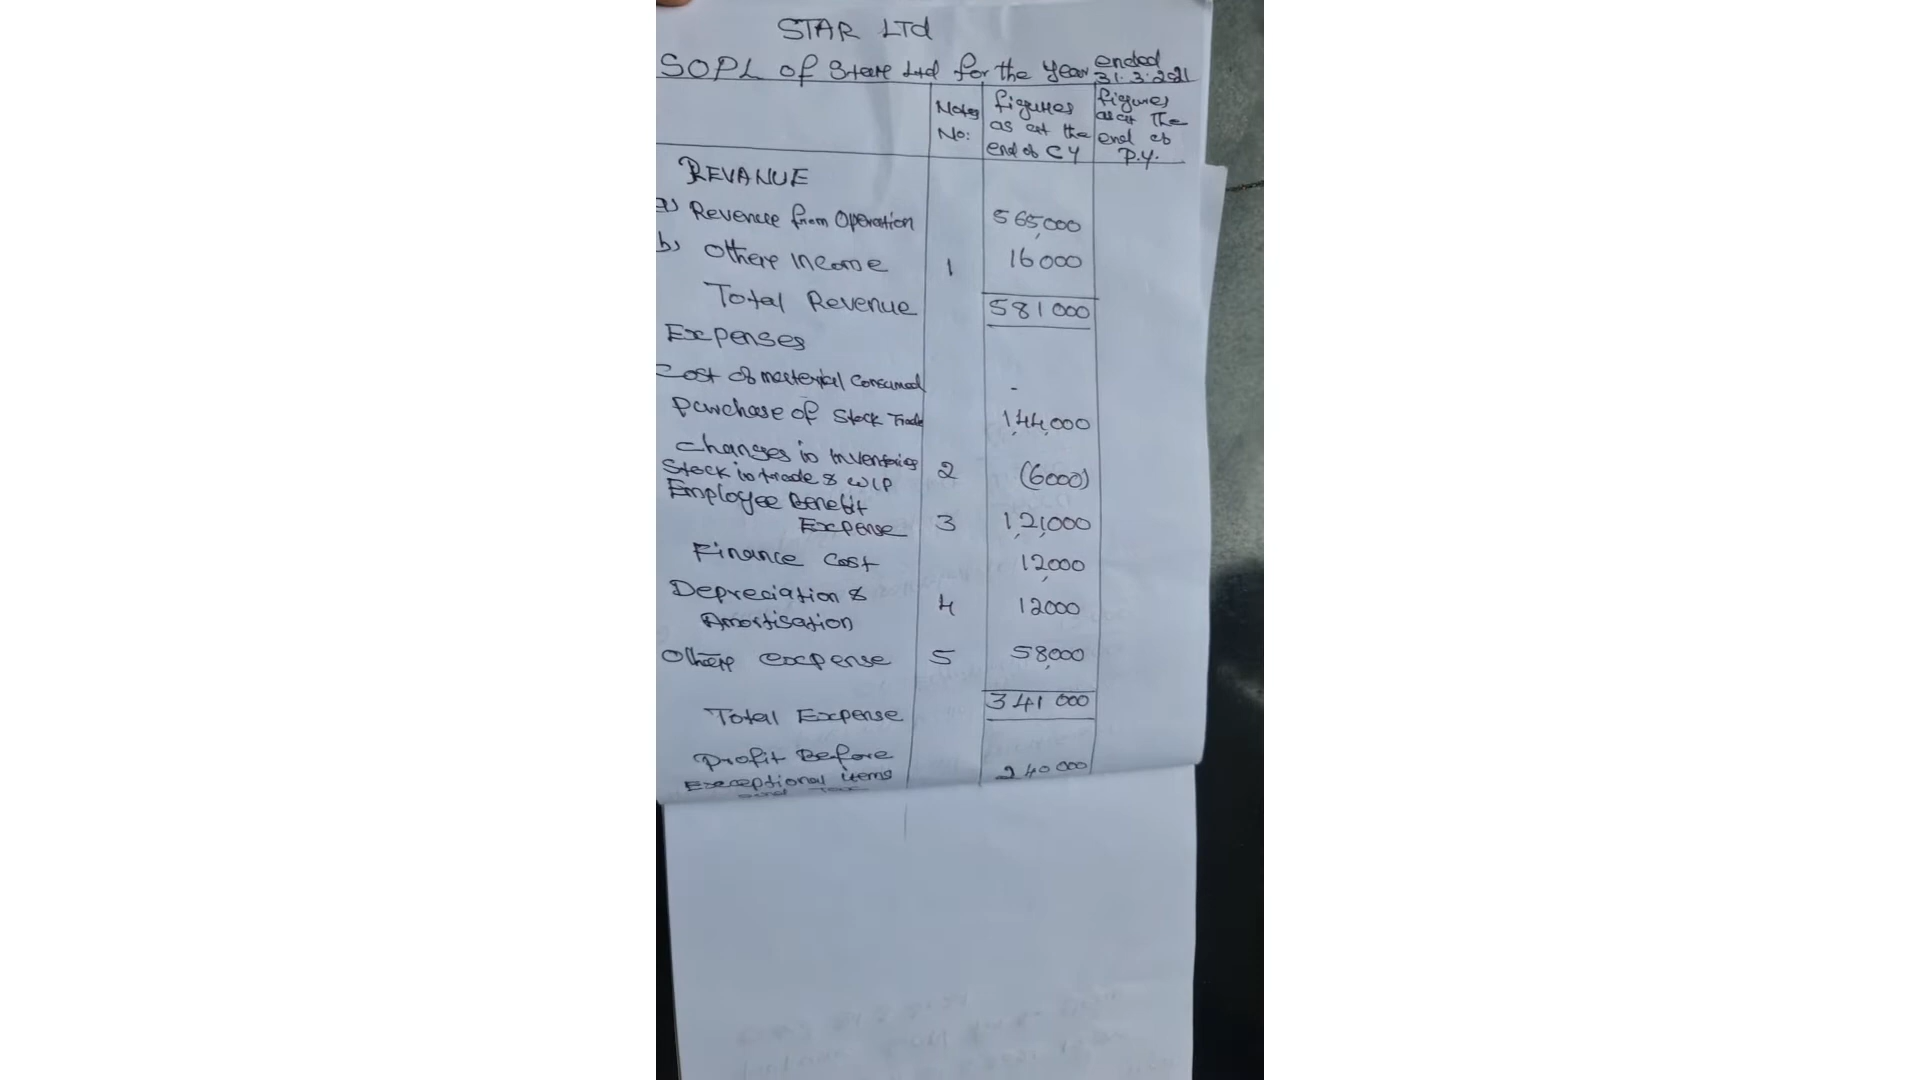 STAR LTd
SOPL of Stare Ltd for the Year ended 31.3.2021
Notes No: figures as at the end of CY figures as at the end of P.Y.
REVANUE
a) Revenue from Operation 565,000
b) Othere Income 1 16000
Total Revenue 581000
Expenses
Cost of material Consumed -
Purchase of Stock Trade 1,44,000
Changes in Inventories
Stock in trade & WIP 2 (6000)
Employee Benefit
Expense 3 1,21,000
Finance Cost 12,000
Depreciation & 4 12000
Amortisation
Othere expense 5 58,000
Total Expense 341 000
Profit Before
Exceptional items 240000
and Tax